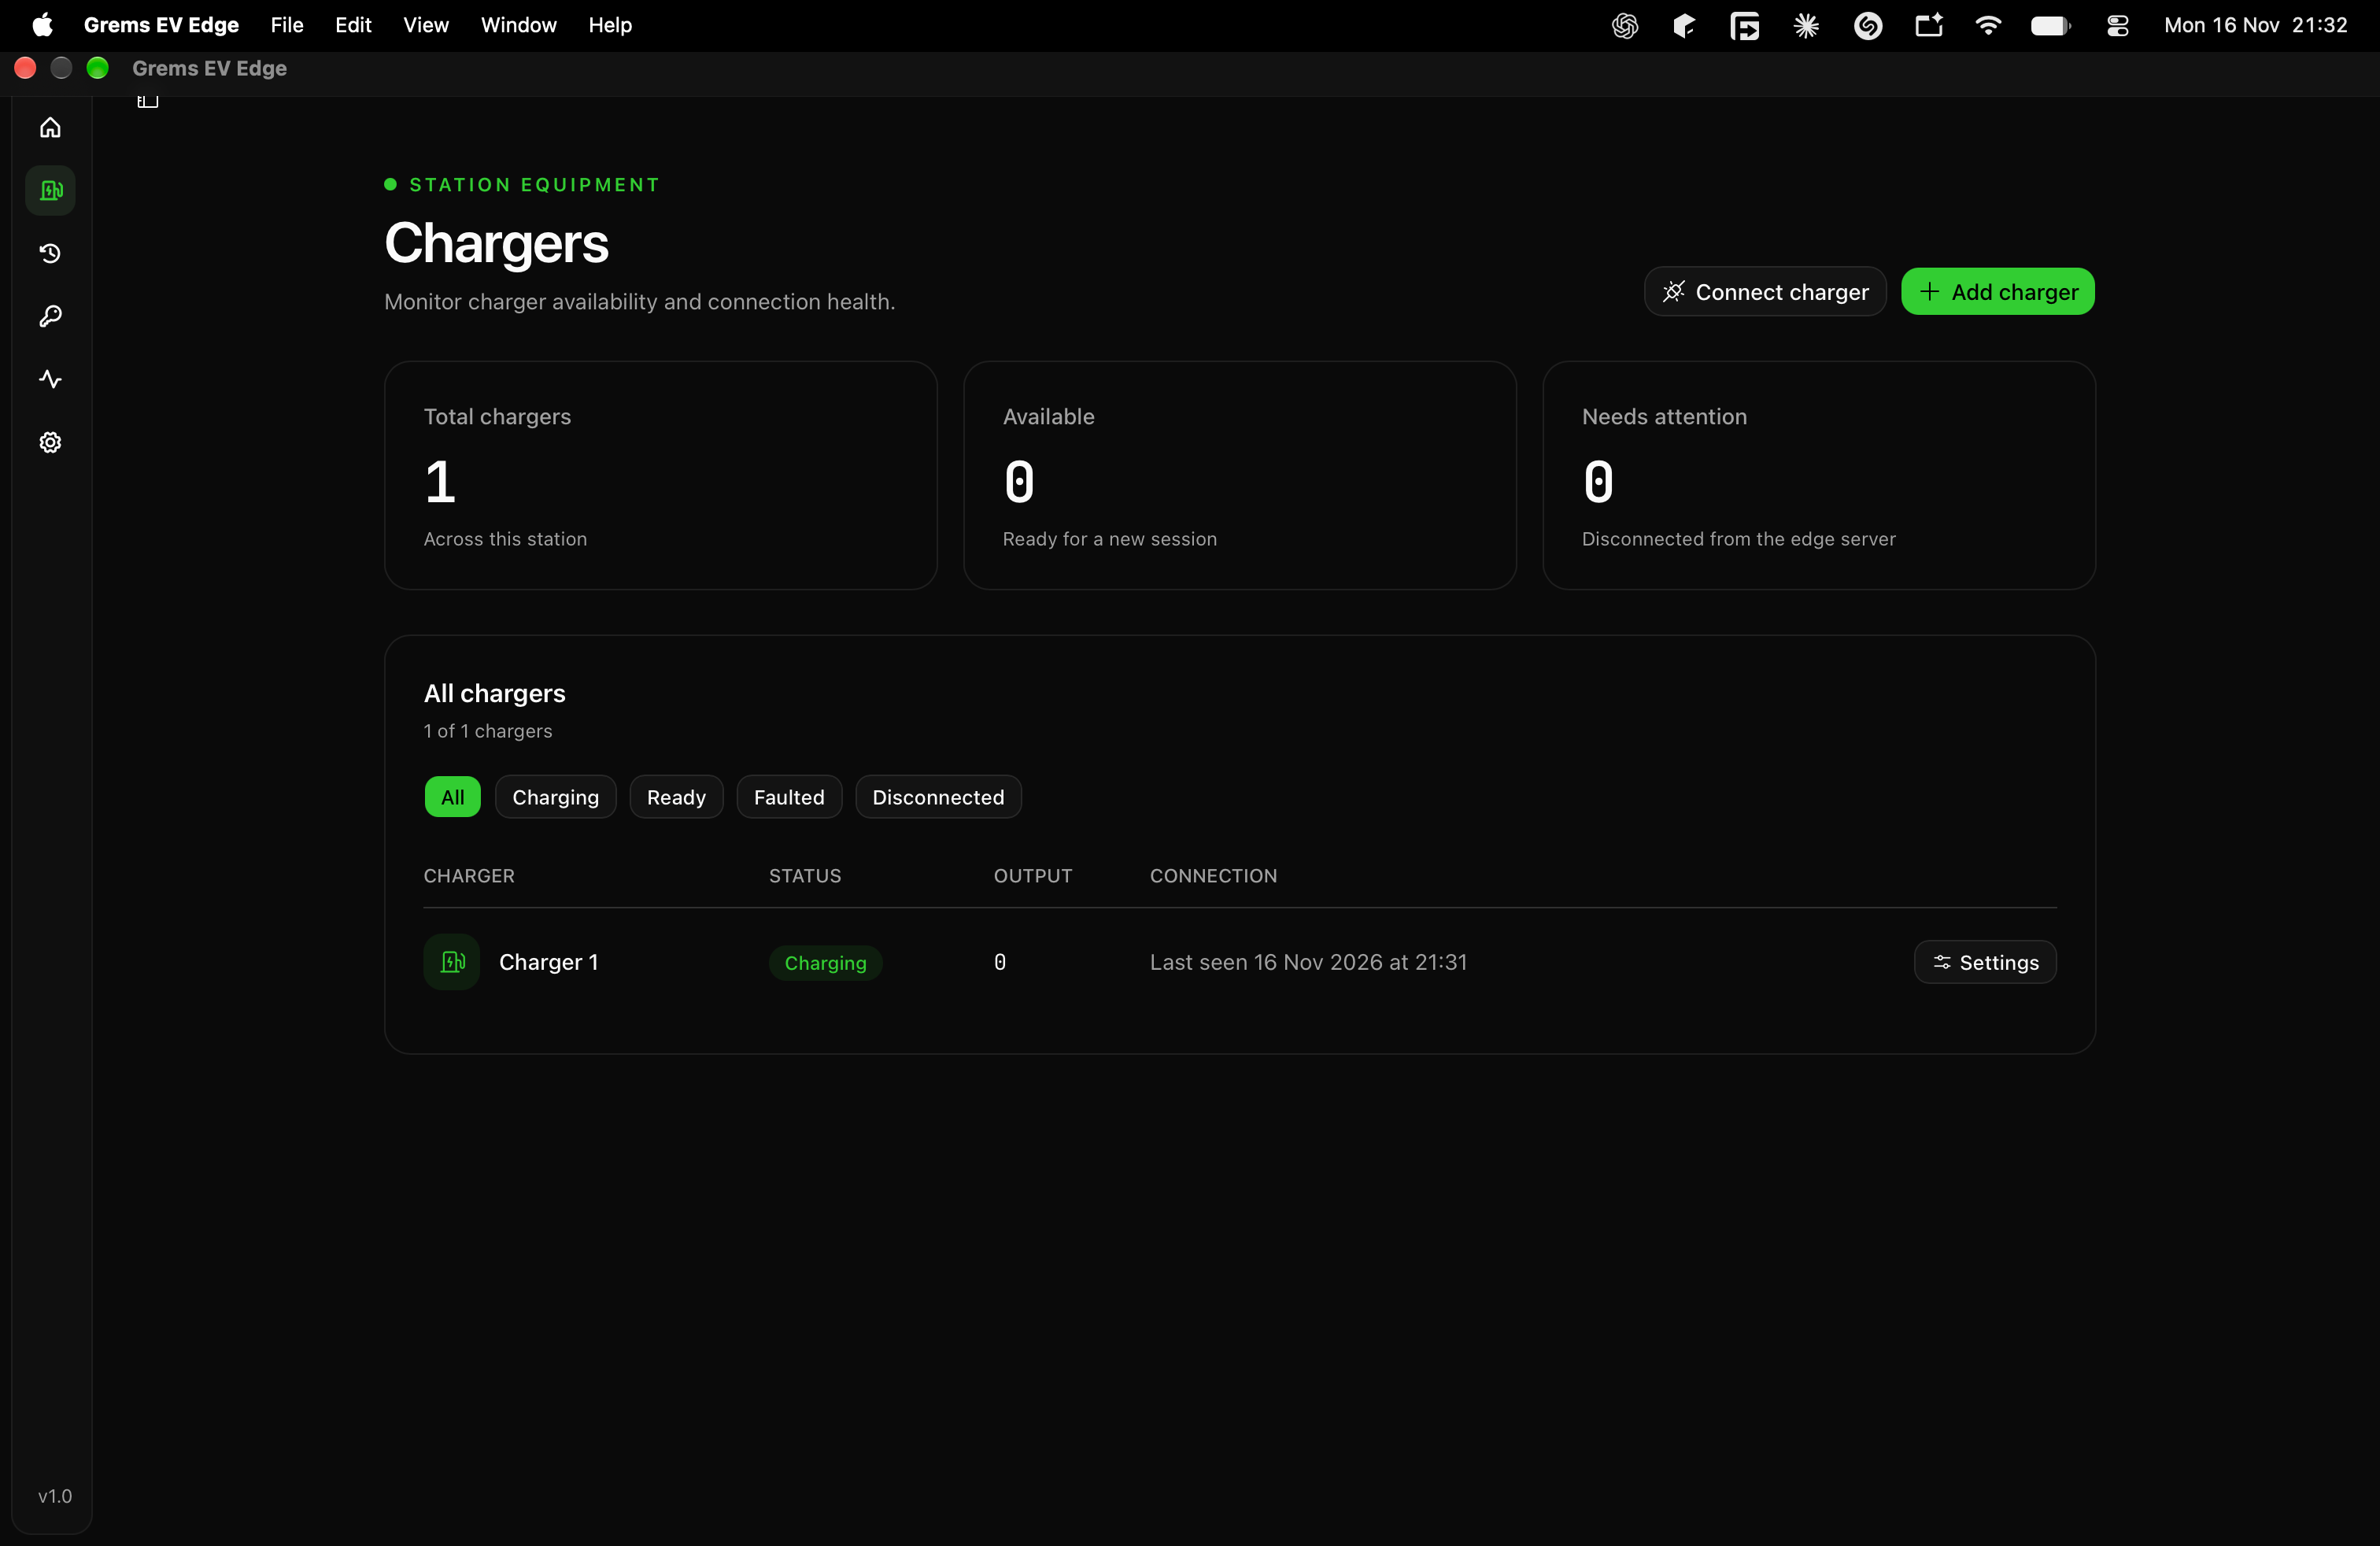 Grems EV Edge File Edit View Window Help Mon 16 Nov 21:32
Grems EV Edge
STATION EQUIPMENT
Chargers
Monitor charger availability and connection health.
Connect charger
Add charger
Total chargers
1
Across this station
Available
0
Ready for a new session
Needs attention
0
Disconnected from the edge server
All chargers
1 of 1 chargers
All Charging Ready Faulted Disconnected
CHARGER STATUS OUTPUT CONNECTION
Charger 1 Charging 0 Last seen 16 Nov 2026 at 21:31 Settings
v1.0